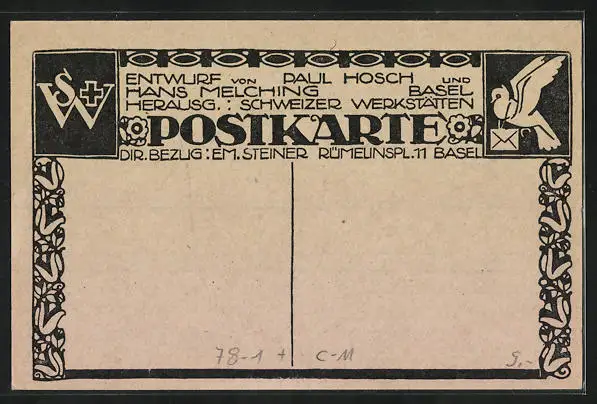 SW
ENTWURF VON PAUL HOSCH UND
HANS MELCHING BASEL
HERAUSG.: SCHWEIZER WERKSTÄTTEN
POSTKARTE
DIR. BEZUG: EM. STEINER RÜMELINSPL. 11 BASEL
78-1 + C-M 9,-